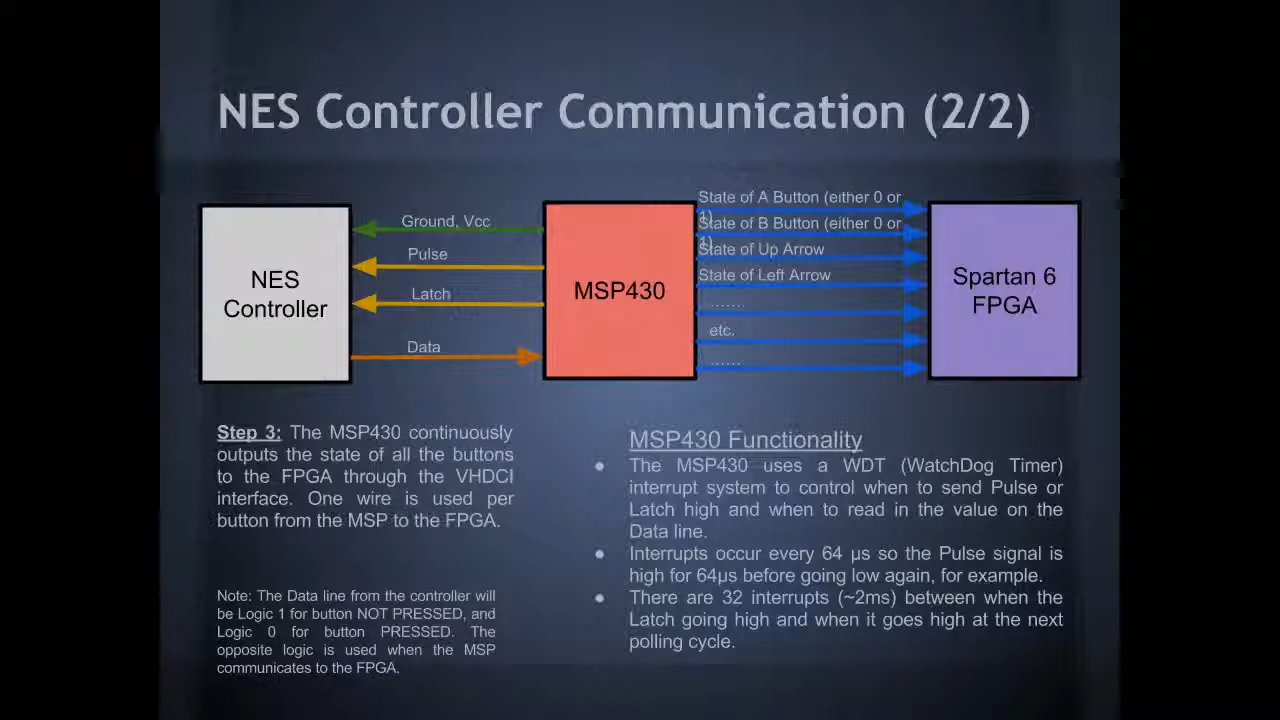 NES Controller Communication (2/2)
NES
Controller
Ground, Vcc
Pulse
Latch
Data
MSP430
State of A Button (either 0 or
1)
State of B Button (either 0 or
1)
State of Up Arrow
State of Left Arrow
.......
etc.
......
Spartan 6
FPGA
Step 3: The MSP430 continuously
outputs the state of all the buttons
to the FPGA through the VHDCI
interface. One wire is used per
button from the MSP to the FPGA.
Note: The Data line from the controller will
be Logic 1 for button NOT PRESSED, and
Logic 0 for button PRESSED. The
opposite logic is used when the MSP
communicates to the FPGA.
MSP430 Functionality
● The MSP430 uses a WDT (WatchDog Timer)
interrupt system to control when to send Pulse or
Latch high and when to read in the value on the
Data line.
● Interrupts occur every 64 µs so the Pulse signal is
high for 64µs before going low again, for example.
● There are 32 interrupts (~2ms) between when the
Latch going high and when it goes high at the next
polling cycle.